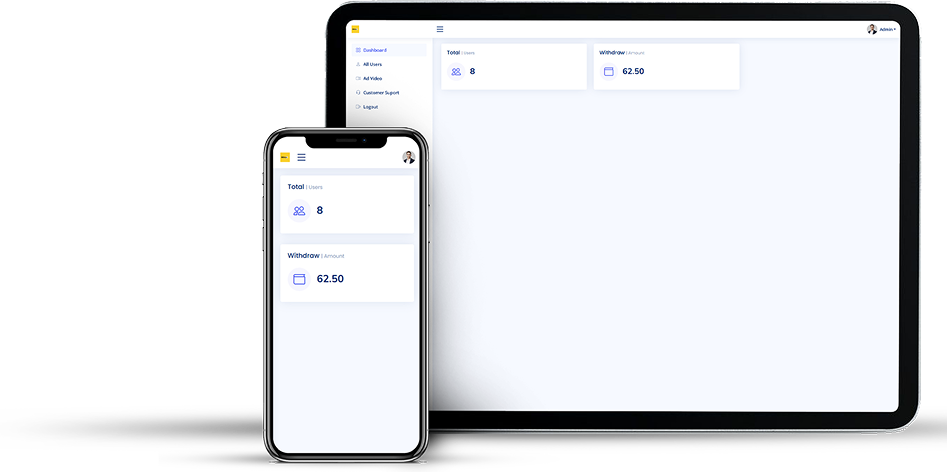 Admin
Dashboard
All Users
Ad Video
Customer Suport
Logout
Total | Users
8
Withdraw | Amount
62.50
Total | Users
8
Withdraw | Amount
62.50